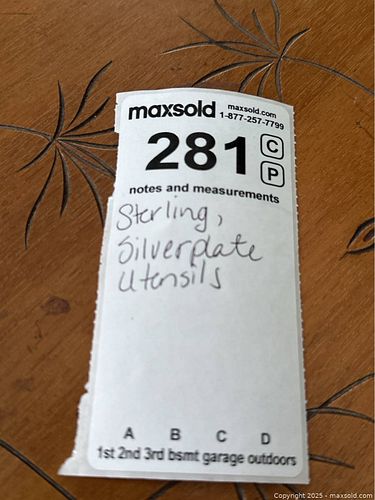 maxsold maxsold.com
1-877-257-7799
281 C
P
notes and measurements
Sterling,
Silverplate
Utensils
A B C D
1st 2nd 3rd bsmt garage outdoors
Copyright 2025 - maxsold.com